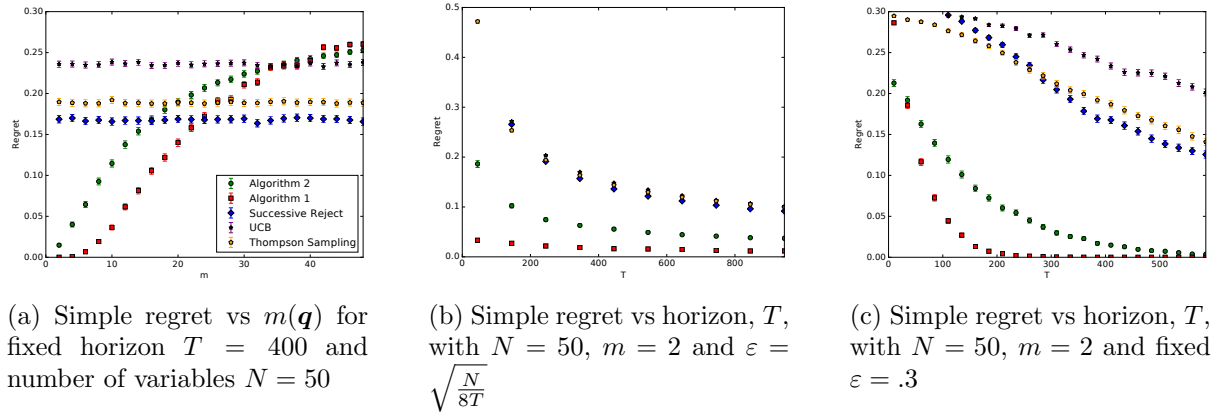 0.30
0.25
0.20
0.15
0.10
0.05
0.00
Regret
0
10
20
30
40
m
Algorithm 2
Algorithm 1
Successive Reject
UCB
Thompson Sampling
0.5
0.4
0.3
0.2
0.1
0.0
Regret
0
200
400
600
800
T
0.30
0.25
0.20
0.15
0.10
0.05
0.00
Regret
0
100
200
300
400
500
T
(a) Simple regret vs m(q) for
fixed horizon T = 400 and
number of variables N = 50
(b) Simple regret vs horizon, T,
with N = 50, m = 2 and ε =
√(N/8T)
(c) Simple regret vs horizon, T,
with N = 50, m = 2 and fixed
ε = .3